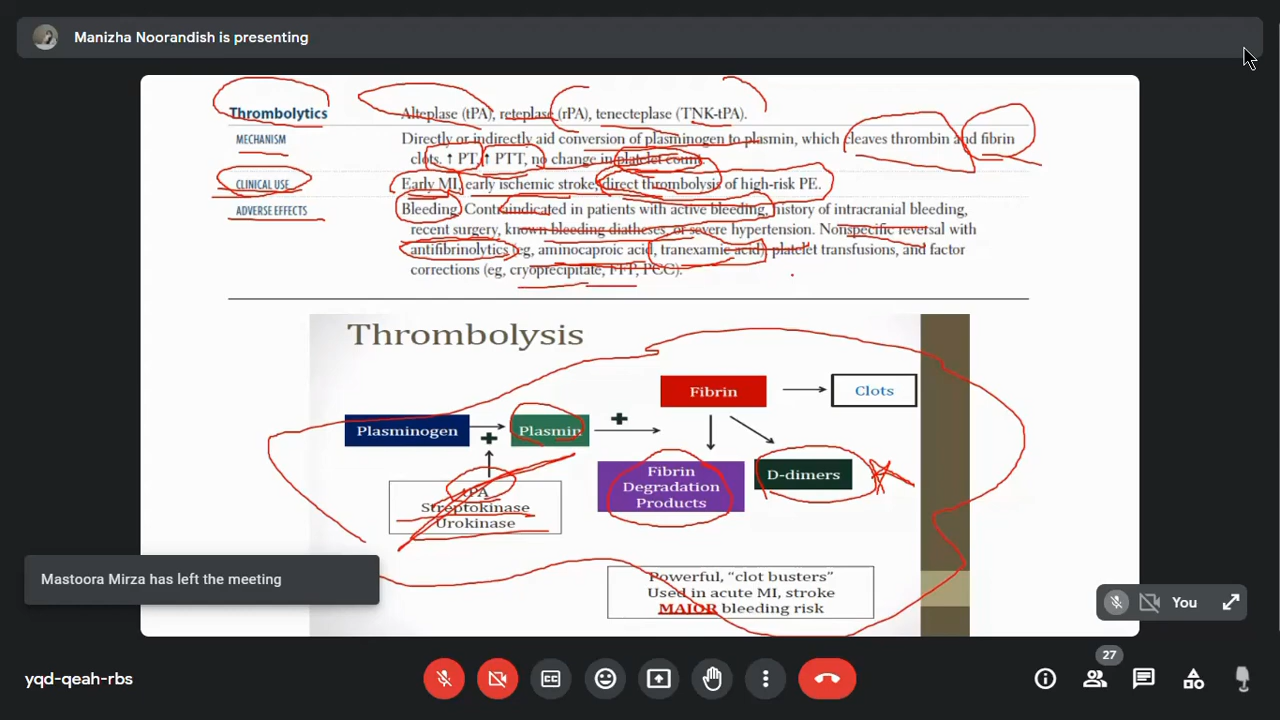 Manizha Noorandish is presenting
Thrombolytics Alteplase (tPA), reteplase (rPA), tenecteplase (TNK-tPA).
MECHANISM Directly or indirectly aid conversion of plasminogen to plasmin, which cleaves thrombin and fibrin
clots. ↑ PT, ↑ PTT, no change in platelet count.
CLINICAL USE Early MI, early ischemic stroke, direct thrombolysis of high-risk PE.
ADVERSE EFFECTS Bleeding. Contraindicated in patients with active bleeding, history of intracranial bleeding,
recent surgery, known bleeding diatheses, or severe hypertension. Nonspecific reversal with
antifibrinolytics (eg, aminocaproic acid, tranexamic acid), platelet transfusions, and factor
corrections (eg, cryoprecipitate, FFP, PCC).
Thrombolysis
Fibrin
Clots
Plasminogen
Plasmin
Fibrin
Degradation
Products
D-dimers
tPA
Streptokinase
Urokinase
Powerful, "clot busters"
Used in acute MI, stroke
MAJOR bleeding risk
Mastoora Mirza has left the meeting
You
yqd-qeah-rbs
27